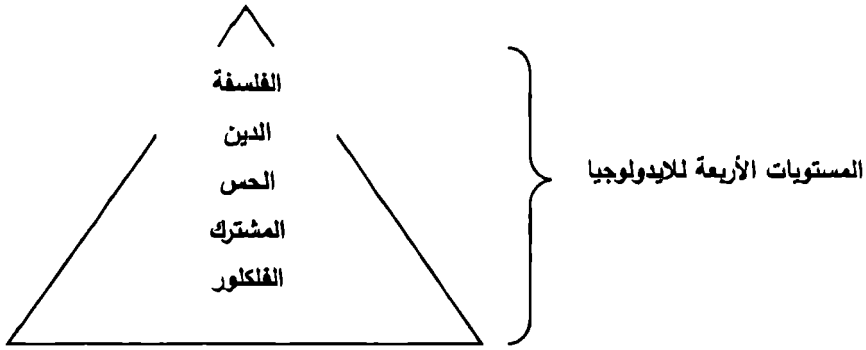 الفلسفة
الدين
الحس
المشترك
الفلكلور
المستويات الأربعة للايدولوجيا